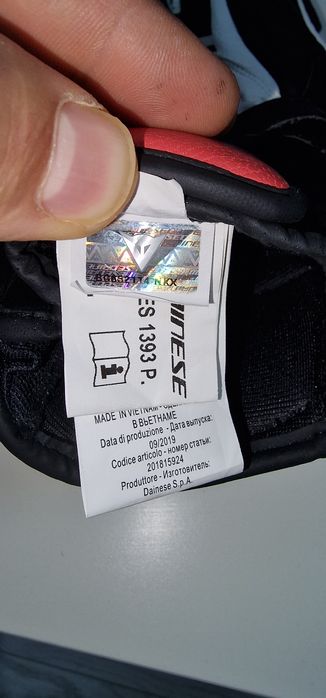 MADE IN VIETNAM -
В ВЬЕТНАМЕ
Data di produzione - Дата выпуска:
09/2019
Codice articolo - номер статьи:
201815924
Produttore - Изготовитель:
Dainese S.p.A.
ES 1393 P.
INESE